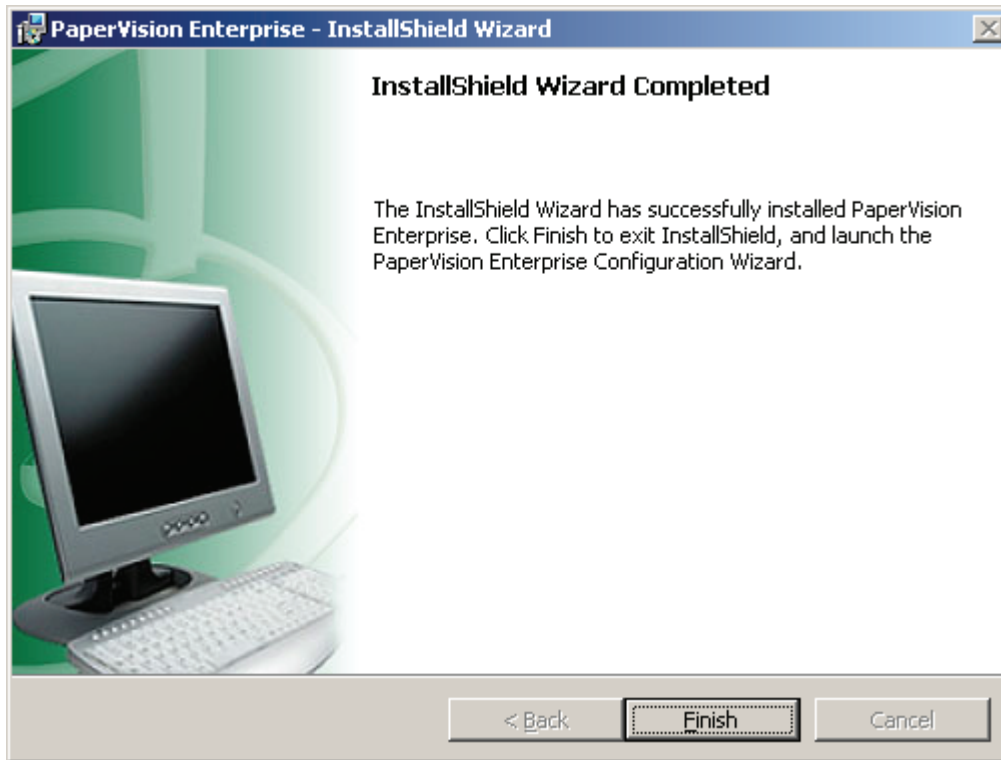 PaperVision Enterprise - InstallShield Wizard
InstallShield Wizard Completed
The InstallShield Wizard has successfully installed PaperVision
Enterprise. Click Finish to exit InstallShield, and launch the
PaperVision Enterprise Configuration Wizard.
< Back Finish Cancel